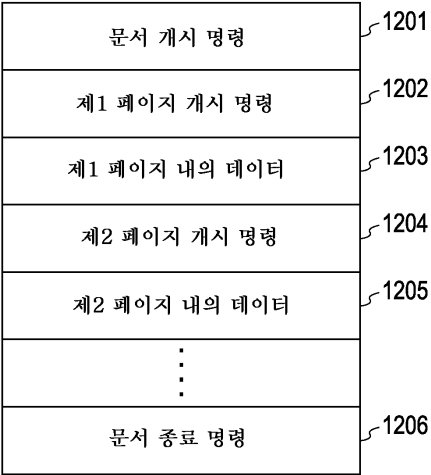 문서 개시 명령 1201
제1 페이지 개시 명령 1202
제1 페이지 내의 데이터 1203
제2 페이지 개시 명령 1204
제2 페이지 내의 데이터 1205
⋮
문서 종료 명령 1206